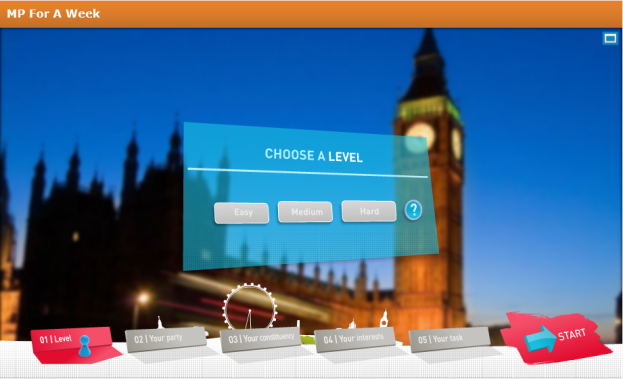 MP For A Week
CHOOSE A LEVEL
Easy Medium Hard ?
01 | Level
02 | Your party
03 | Your constituency
04 | Your interests
05 | Your task
START